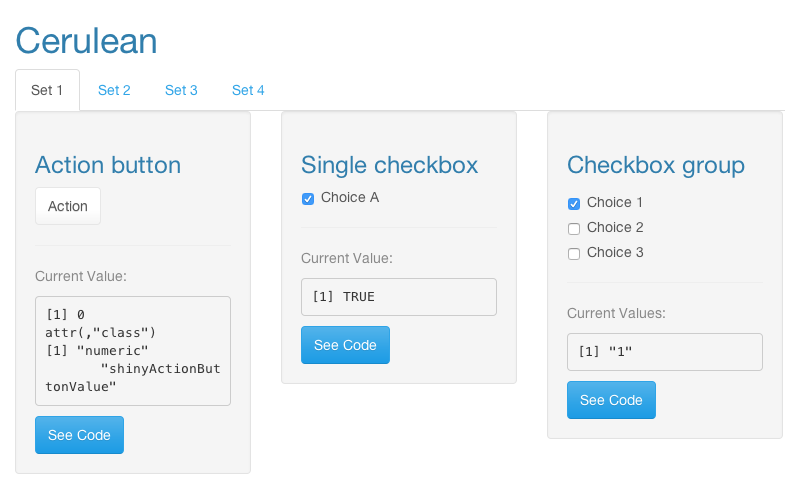 Cerulean
Set 1 Set 2 Set 3 Set 4
Action button
Action
Current Value:
[1] 0
attr(,"class")
[1] "numeric"
"shinyActionBut
tonValue"
See Code
Single checkbox
Choice A
Current Value:
[1] TRUE
See Code
Checkbox group
Choice 1
Choice 2
Choice 3
Current Values:
[1] "1"
See Code